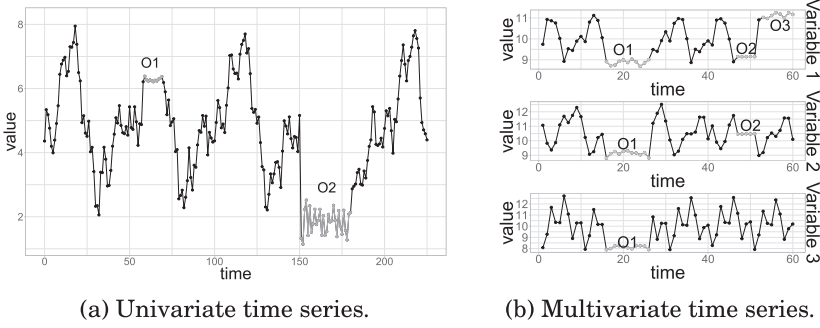 8
6
4
2
value
O1
O2
0
50
100
150
200
time
(a) Univariate time series.
11
10
9
value
O1
O2
O3
0
20
40
60
time
Variable 1
12
11
10
9
value
O1
O2
0
20
40
60
time
Variable 2
12
11
10
9
8
value
O1
0
20
40
60
time
Variable 3
(b) Multivariate time series.